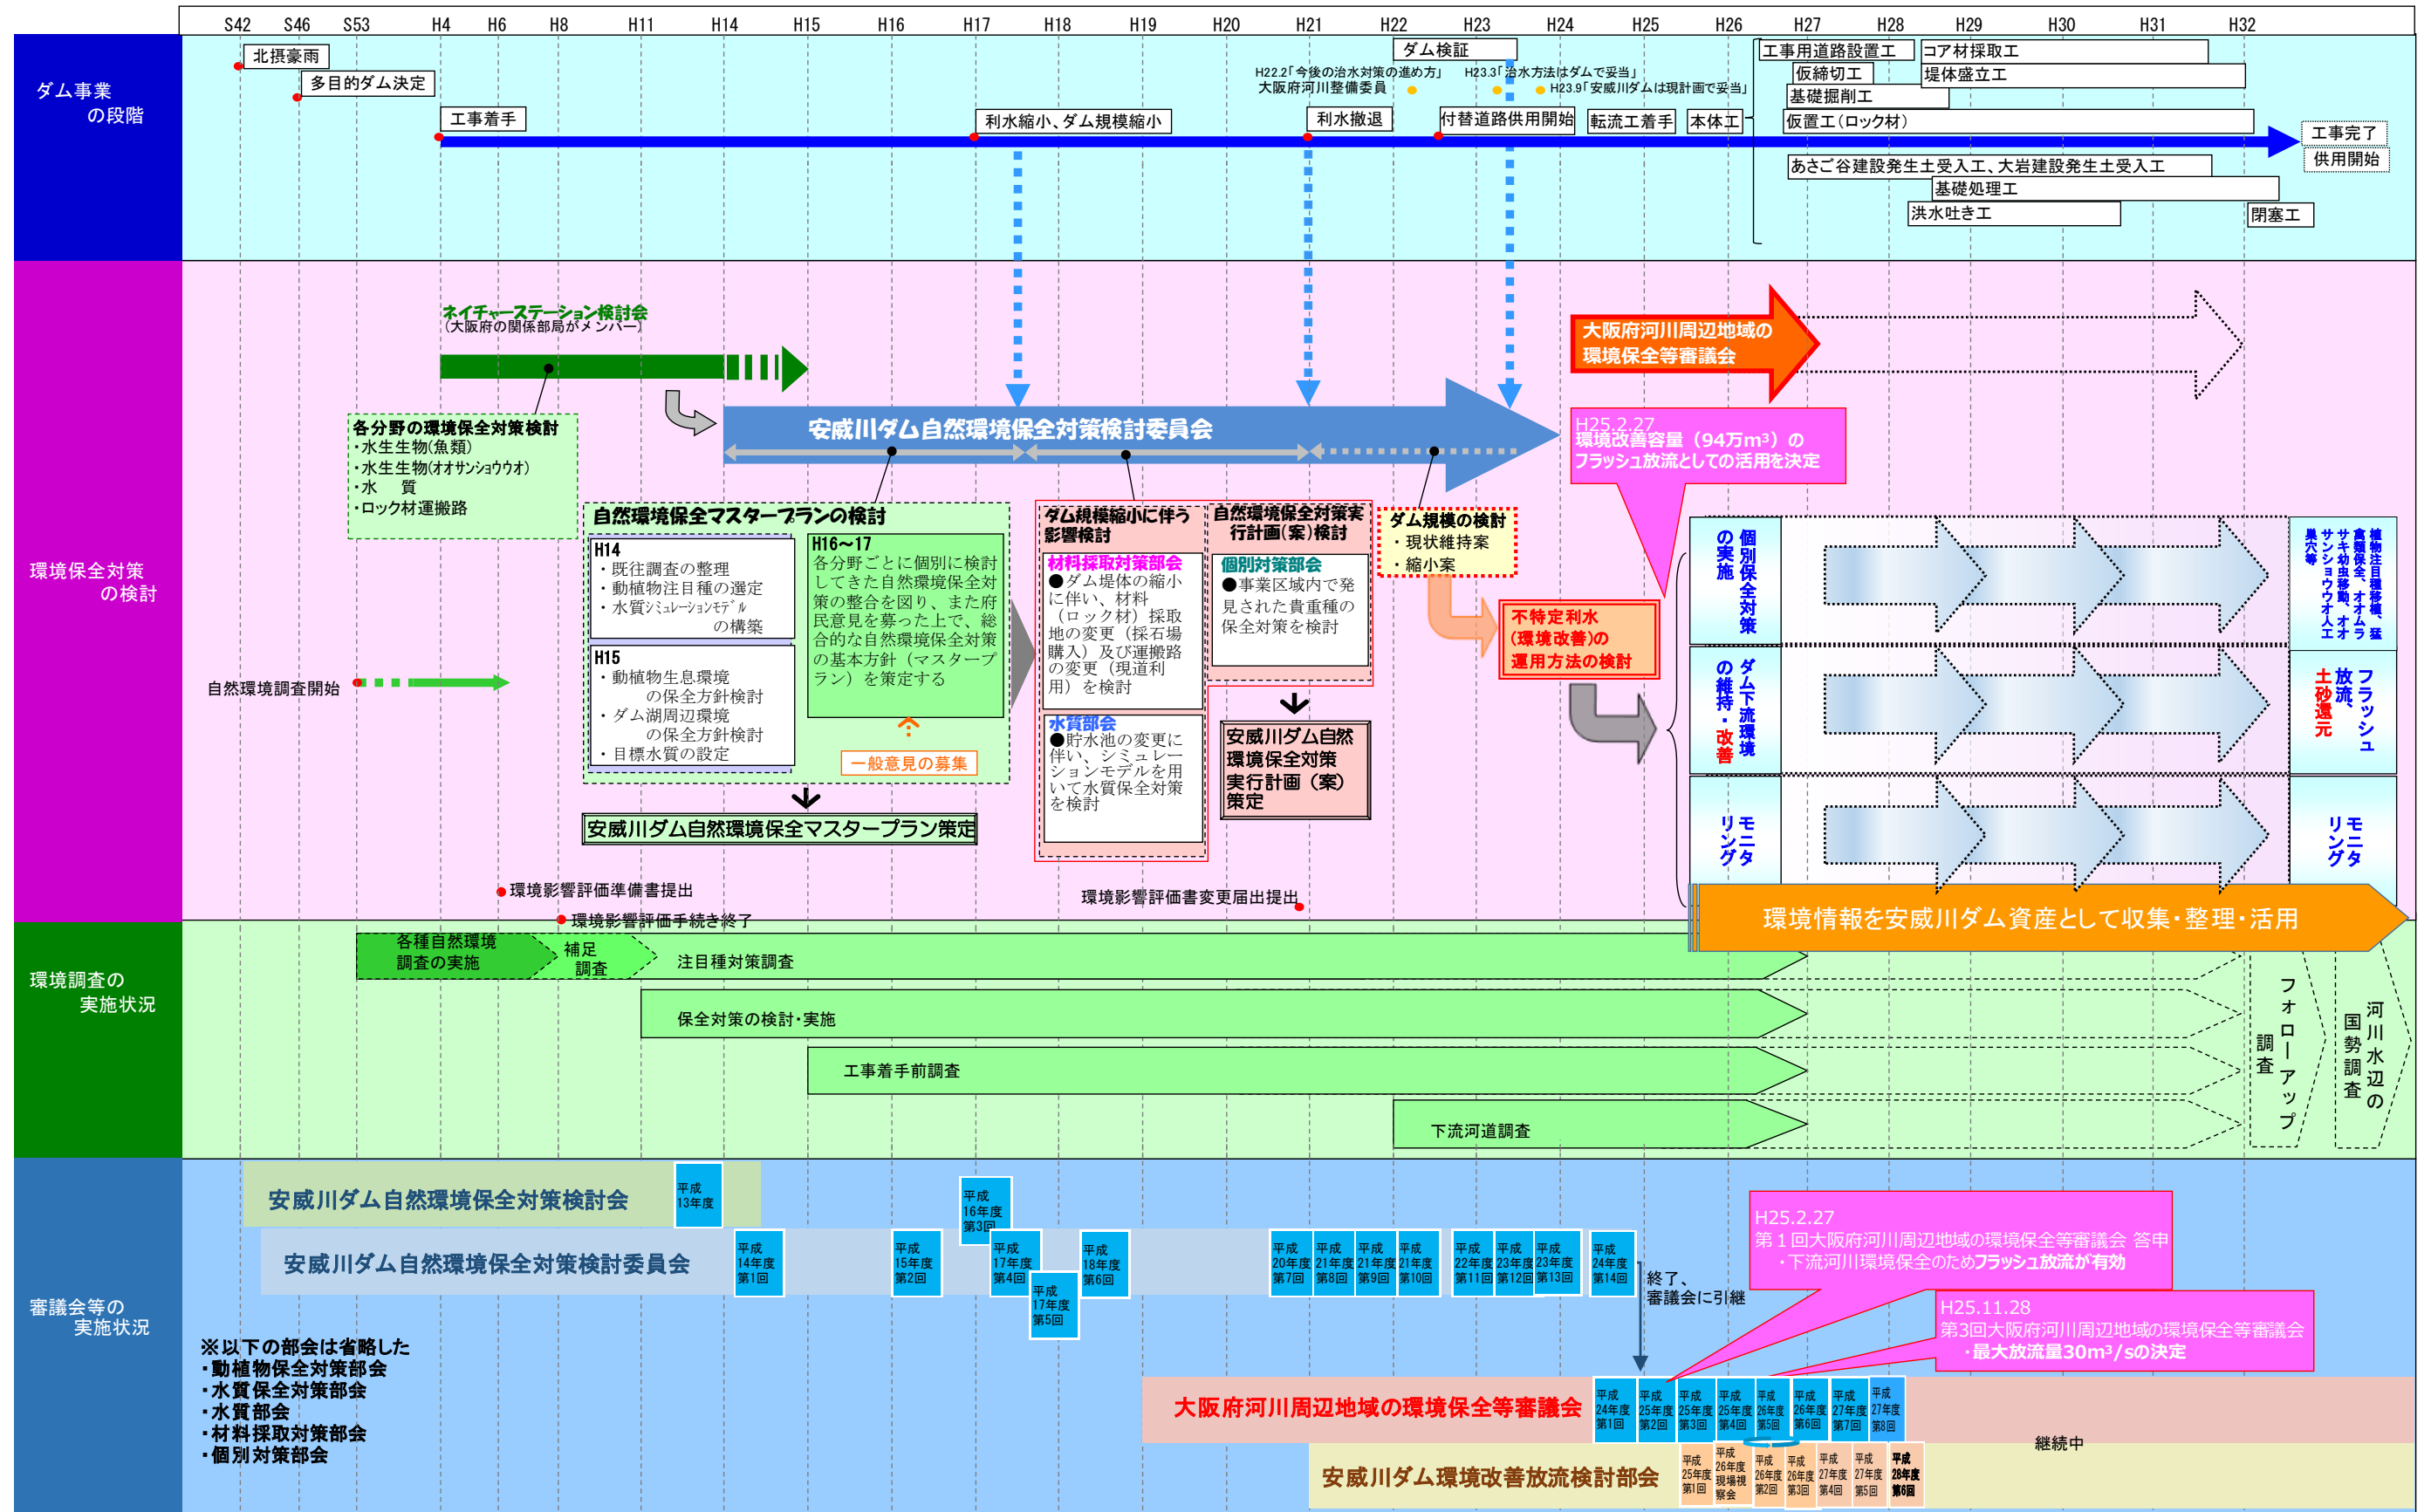 S42 S46 S53 H4 H6 H8 H11 H14 H15 H16 H17 H18 H19 H20 H21 H22 H23 H24 H25 H26 H27 H28 H29 H30 H31 H32
ダム事業
の段階
北摂豪雨
多目的ダム決定
工事着手
利水縮小、ダム規模縮小
利水撤退
ダム検証
H22.2「今後の治水対策の進め方」
大阪府河川整備委員
H23.3「治水方法はダムで妥当」
H23.9「安威川ダムは現計画で妥当」
付替道路供用開始
転流工着手
本体工
工事用道路設置工
コア材採取工
仮締切工
堤体盛立工
基礎掘削工
仮置工(ロック材)
あさご谷建設発生土受入工、大岩建設発生土受入工
基礎処理工
洪水吐き工
閉塞工
工事完了
供用開始
環境保全対策
の検討
ネイチャーステーション検討会
(大阪府の関係部局がメンバー)
各分野の環境保全対策検討
・水生生物(魚類)
・水生生物(オオサンショウウオ)
・水 質
・ロック材運搬路
安威川ダム自然環境保全対策検討委員会
大阪府河川周辺地域の
環境保全等審議会
H25.2.27
環境改善容量（94万m³）の
フラッシュ放流としての活用を決定
自然環境調査開始
自然環境保全マスタープランの検討
H14
・既往調査の整理
・動植物注目種の選定
・水質シミュレーションモデル
の構築
H15
・動植物生息環境
の保全方針検討
・ダム湖周辺環境
の保全方針検討
・目標水質の設定
H16～17
各分野ごとに個別に検討
してきた自然環境保全対
策の整合を図り、また府
民意見を募った上で、総
合的な自然環境保全対策
の基本方針（マスタープ
ラン）を策定する
一般意見の募集
安威川ダム自然環境保全マスタープラン策定
ダム規模縮小に伴う
影響検討
材料採取対策部会
●ダム堤体の縮小
に伴い、材料
（ロック材）採取
地の変更（採石場
購入）及び運搬路
の変更（現道利
用）を検討
水質部会
●貯水池の変更に
伴い、シミュレー
ションモデルを用
いて水質保全対策
を検討
自然環境保全対策実
行計画(案)検討
個別対策部会
●事業区域内で発
見された貴重種の
保全対策を検討
安威川ダム自然
環境保全対策
実行計画（案）
策定
ダム規模の検討
・現状維持案
・縮小案
不特定利水
(環境改善)の
運用方法の検討
個別保全対策
の実施
植物注目種移植、猛
禽類保全、オオムラ
サキ幼虫移動、オオ
サンショウウオ人工
巣穴等
ダム下流環境
の維持・改善
フラッシュ
放流、
土砂還元
モニタ
リング
モニタ
リング
環境影響評価準備書提出
環境影響評価手続き終了
環境影響評価書変更届出提出
環境情報を安威川ダム資産として収集・整理・活用
環境調査の
実施状況
各種自然環境
調査の実施
補足
調査
注目種対策調査
保全対策の検討・実施
工事着手前調査
下流河道調査
フォローアップ
調査
河川水辺の
国勢調査
審議会等の
実施状況
安威川ダム自然環境保全対策検討会
平成
13年度
安威川ダム自然環境保全対策検討委員会
平成
14年度
第1回
平成
15年度
第2回
平成
16年度
第3回
平成
17年度
第4回
平成
17年度
第5回
平成
18年度
第6回
平成
20年度
第7回
平成
21年度
第8回
平成
21年度
第9回
平成
21年度
第10回
平成
22年度
第11回
平成
23年度
第12回
平成
23年度
第13回
平成
24年度
第14回
終了、
審議会に引継
H25.2.27
第１回大阪府河川周辺地域の環境保全等審議会 答申
・下流河川環境保全のためフラッシュ放流が有効
H25.11.28
第3回大阪府河川周辺地域の環境保全等審議会
・最大放流量30m³/sの決定
※以下の部会は省略した
・動植物保全対策部会
・水質保全対策部会
・水質部会
・材料採取対策部会
・個別対策部会
大阪府河川周辺地域の環境保全等審議会
平成
24年度
第1回
平成
25年度
第2回
平成
25年度
第3回
平成
25年度
第4回
平成
26年度
第5回
平成
26年度
第6回
平成
27年度
第7回
平成
27年度
第8回
継続中
安威川ダム環境改善放流検討部会
平成
25年度
第1回
平成
26年度
現場視
察会
平成
26年度
第2回
平成
26年度
第3回
平成
27年度
第4回
平成
27年度
第5回
平成
28年度
第6回